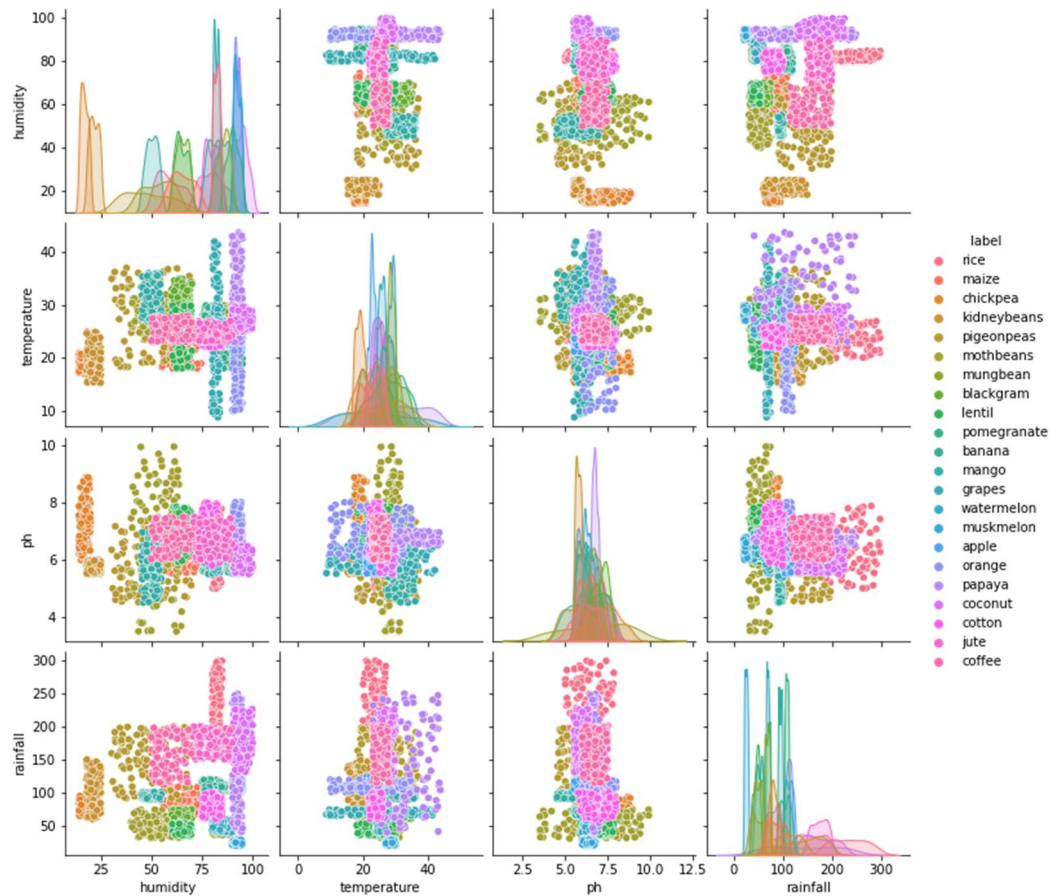 humidity
100
80
60
40
20
temperature
40
30
20
10
ph
10
8
6
4
rainfall
300
250
200
150
100
50
25 50 75 100
0 20 40
2.5 5.0 7.5 10.0 12.5
0 100 200 300
humidity temperature ph rainfall
label
rice
maize
chickpea
kidneybeans
pigeonpeas
mothbeans
mungbean
blackgram
lentil
pomegranate
banana
mango
grapes
watermelon
muskmelon
apple
orange
papaya
coconut
cotton
jute
coffee